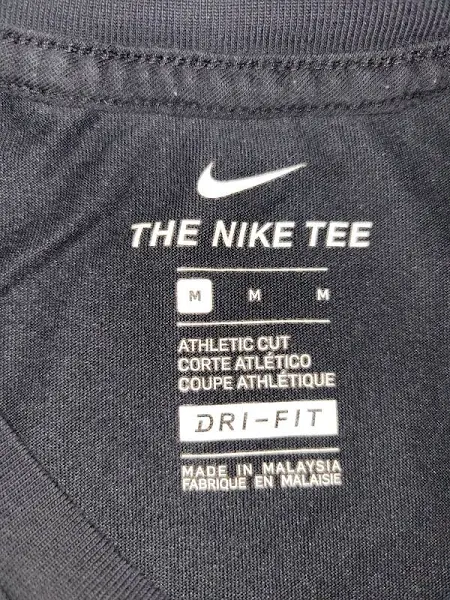 THE NIKE TEE
M M M
ATHLETIC CUT
CORTE ATLÉTICO
COUPE ATHLÉTIQUE
DRI-FIT
MADE IN MALAYSIA
FABRIQUE EN MALAISIE